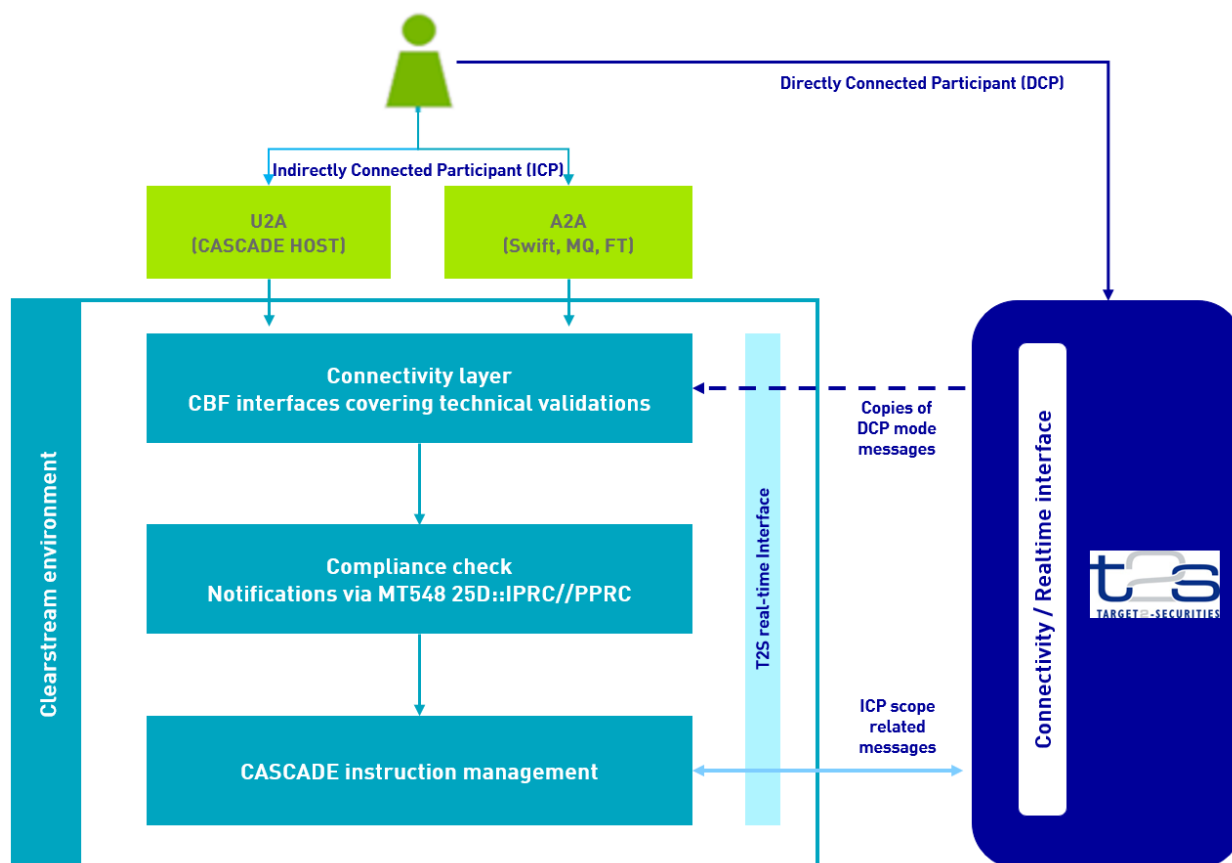 Directly Connected Participant (DCP)
Indirectly Connected Participant (ICP)
U2A
(CASCADE HOST)
A2A
(Swift, MQ, FT)
Clearstream environment
Connectivity layer
CBF interfaces covering technical validations
Compliance check
Notifications via MT548 25D::IPRC//PPRC
CASCADE instruction management
T2S real-time Interface
Copies of
DCP mode
messages
ICP scope
related
messages
Connectivity / Realtime interface
t2s
TARGET2-SECURITIES